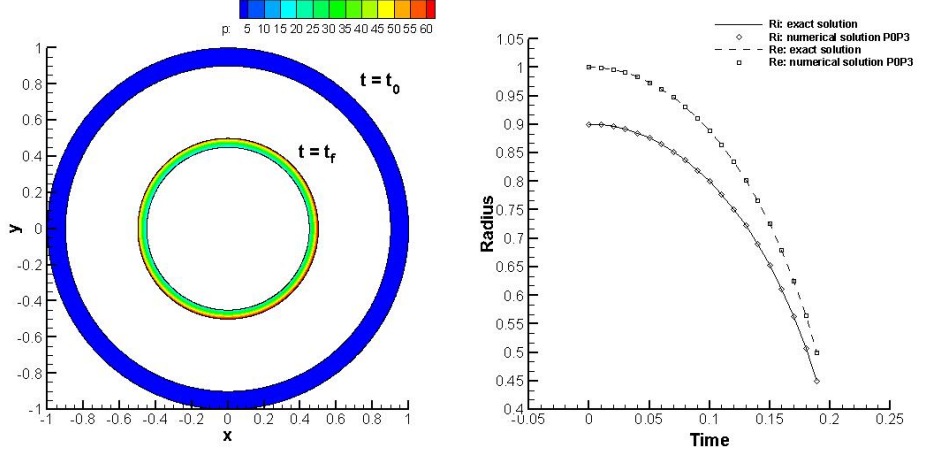 p: 5 10 15 20 25 30 35 40 45 50 55 60
t = t0
t = tf
y
1
0.8
0.6
0.4
0.2
0
-0.2
-0.4
-0.6
-0.8
-1
-1 -0.8 -0.6 -0.4 -0.2 0 0.2 0.4 0.6 0.8 1
x
Ri: exact solution
Ri: numerical solution P0P3
Re: exact solution
Re: numerical solution P0P3
Radius
1.05
1
0.95
0.9
0.85
0.8
0.75
0.7
0.65
0.6
0.55
0.5
0.45
0.4
-0.05 0 0.05 0.1 0.15 0.2 0.25
Time